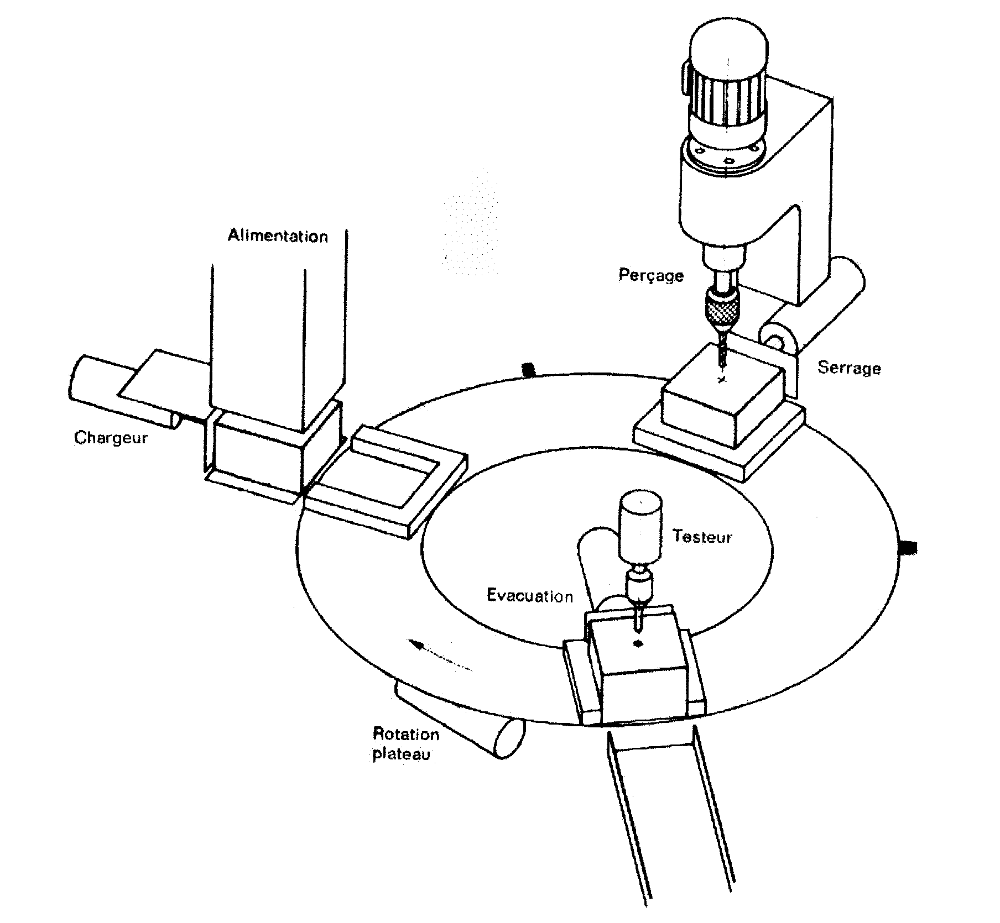 Alimentation
Perçage
Serrage
Chargeur
Testeur
Evacuation
Rotation
plateau